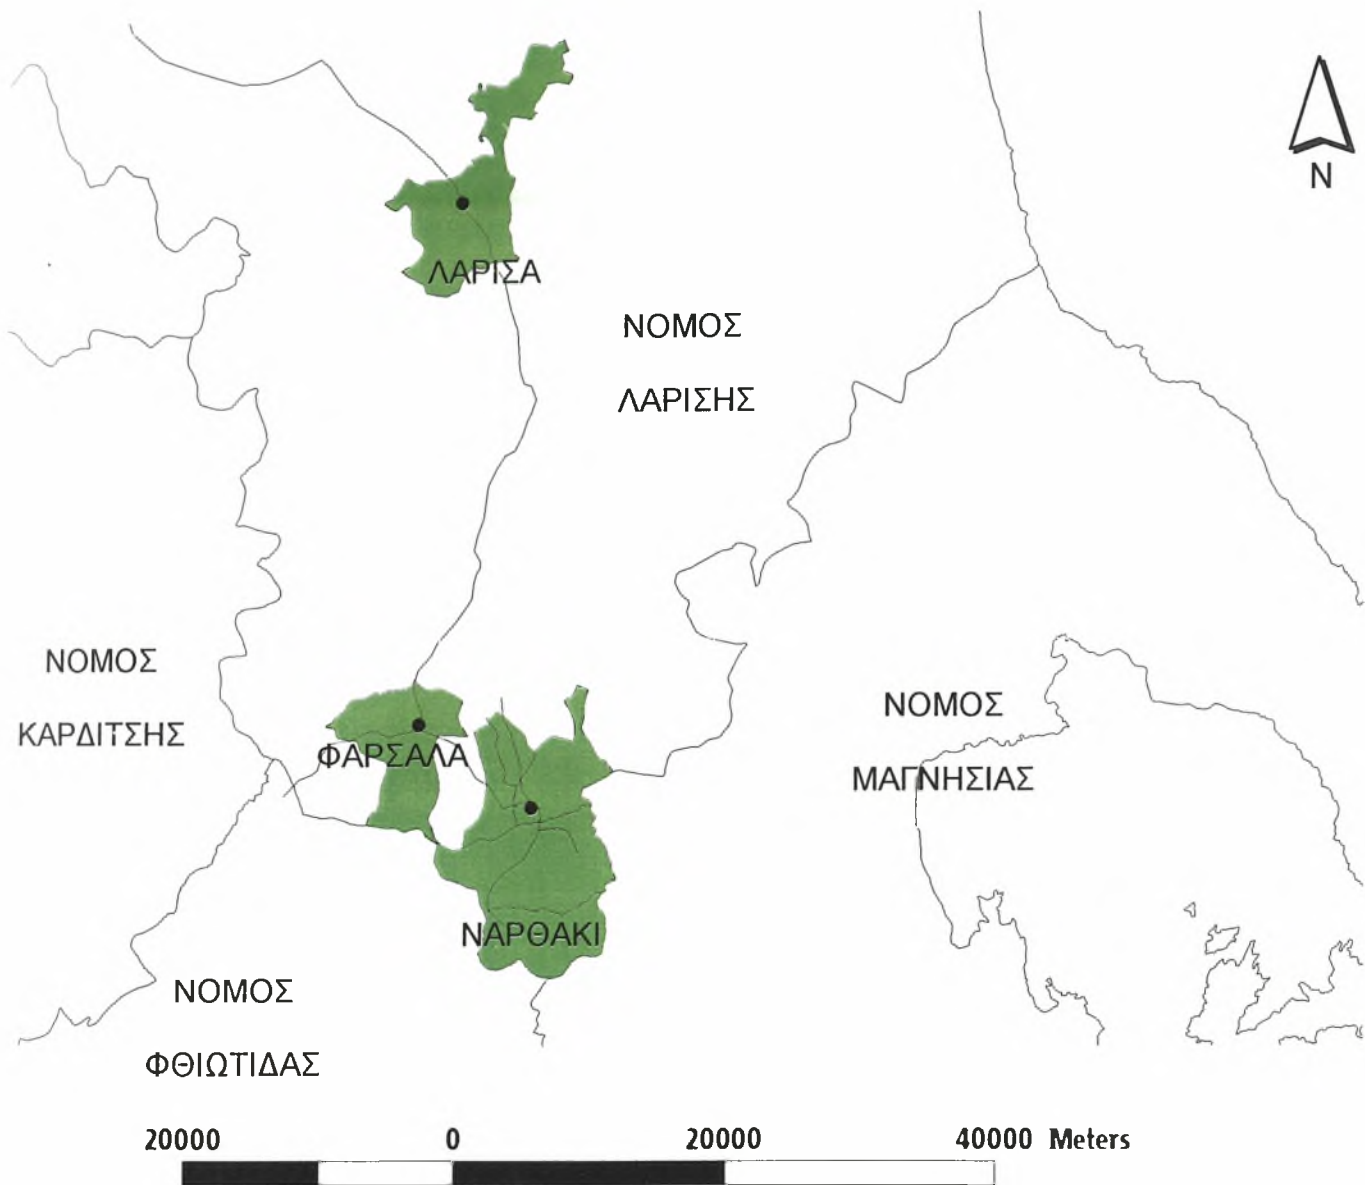 N
ΛΑΡΙΣΑ
ΝΟΜΟΣ
ΛΑΡΙΣΗΣ
ΝΟΜΟΣ
ΚΑΡΔΙΤΣΗΣ
ΦΑΡΣΑΛΑ
ΝΟΜΟΣ
ΜΑΓΝΗΣΙΑΣ
ΝΑΡΘΑΚΙ
ΝΟΜΟΣ
ΦΘΙΩΤΙΔΑΣ
20000 0 20000 40000 Meters